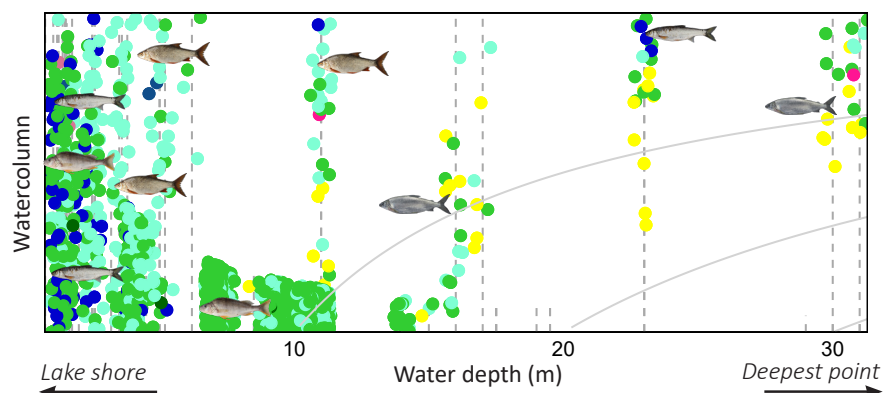 Watercolumn
10
20
30
Lake shore
Water depth (m)
Deepest point